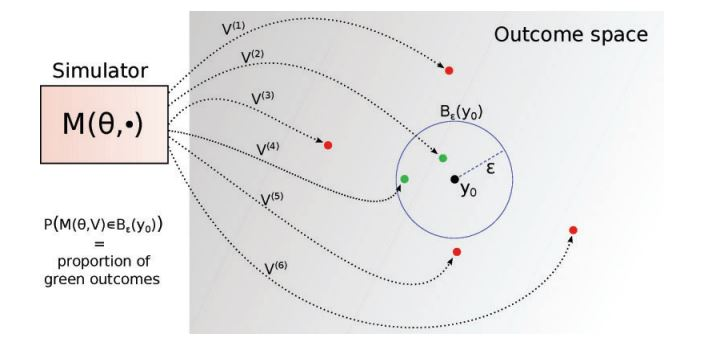 V⁽¹⁾
Outcome space
V⁽²⁾
Simulator
V⁽³⁾
M(θ,•)
Bε(y₀)
V⁽⁴⁾
ε
y₀
V⁽⁵⁾
P(M(θ,V)∈Bε(y₀))
=
proportion of
green outcomes
V⁽⁶⁾